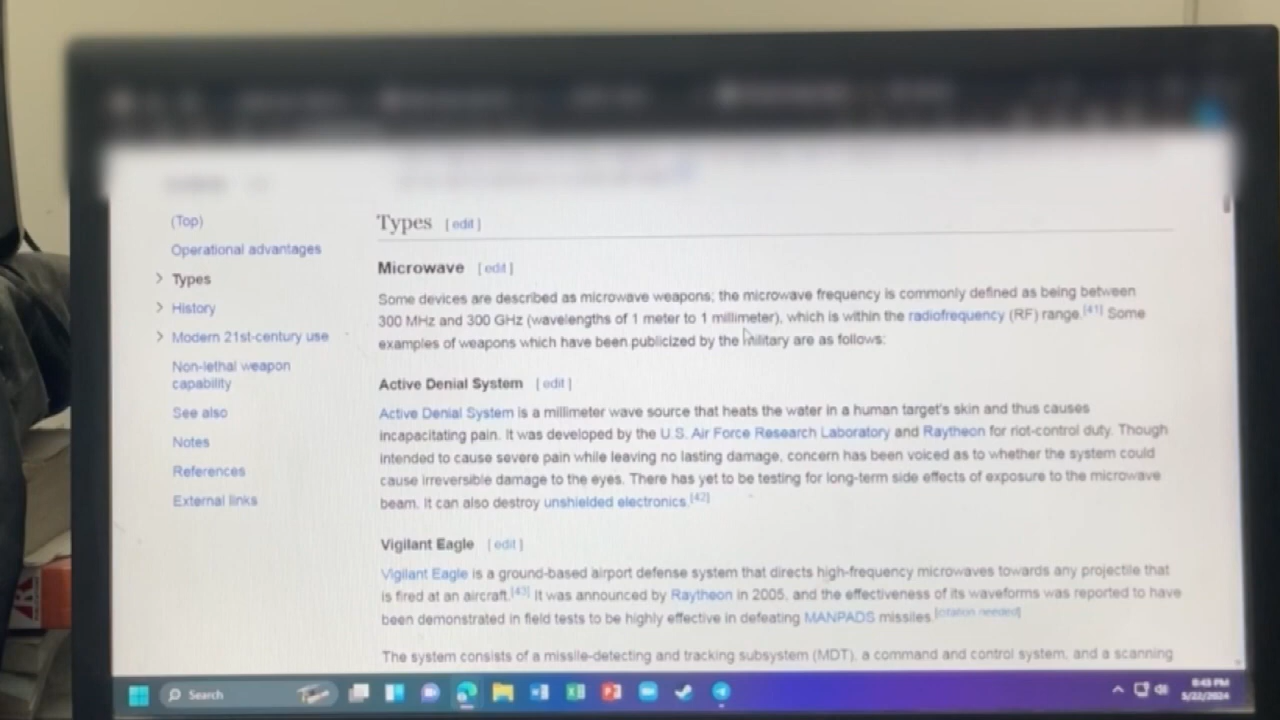 (Top)
Operational advantages
Types
History
Modern 21st-century use
Non-lethal weapon
capability
See also
Notes
References
External links
Types [ edit ]
Microwave [ edit ]
Some devices are described as microwave weapons; the microwave frequency is commonly defined as being between
300 MHz and 300 GHz (wavelengths of 1 meter to 1 millimeter), which is within the radiofrequency (RF) range.[41] Some
examples of weapons which have been publicized by the military are as follows:
Active Denial System [ edit ]
Active Denial System is a millimeter wave source that heats the water in a human target's skin and thus causes
incapacitating pain. It was developed by the U.S. Air Force Research Laboratory and Raytheon for riot-control duty. Though
intended to cause severe pain while leaving no lasting damage, concern has been voiced as to whether the system could
cause irreversible damage to the eyes. There has yet to be testing for long-term side effects of exposure to the microwave
beam. It can also destroy unshielded electronics.[42]
Vigilant Eagle [ edit ]
Vigilant Eagle is a ground-based airport defense system that directs high-frequency microwaves towards any projectile that
is fired at an aircraft.[43] It was announced by Raytheon in 2005, and the effectiveness of its waveforms was reported to have
been demonstrated in field tests to be highly effective in defeating MANPADS missiles.[citation needed]
The system consists of a missile-detecting and tracking subsystem (MDT), a command and control system, and a scanning
Search
8:43 PM
5/22/2024